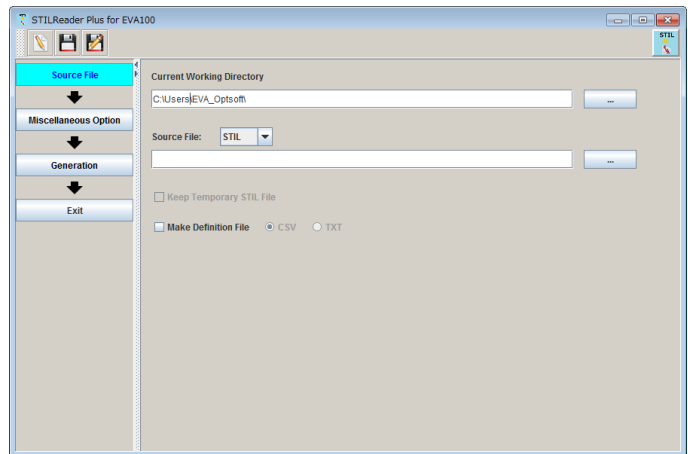 STILReader Plus for EVA100
STIL
Source File
Miscellaneous Option
Generation
Exit
Current Working Directory
C:\Users\EVA_Optsoft\
...
Source File: STIL
...
Keep Temporary STIL File
Make Definition File CSV TXT